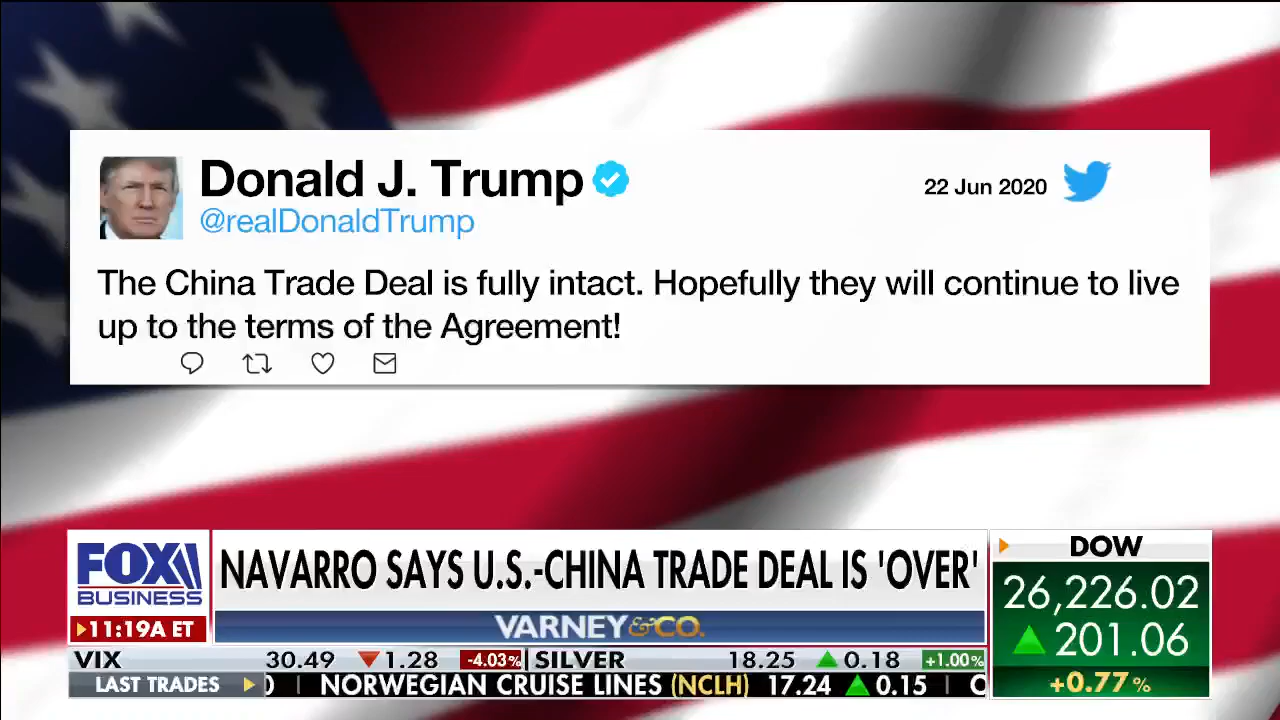 Donald J. Trump
@realDonaldTrump
22 Jun 2020
The China Trade Deal is fully intact. Hopefully they will continue to live
up to the terms of the Agreement!
FOX
BUSINESS
11:19A ET
NAVARRO SAYS U.S.-CHINA TRADE DEAL IS 'OVER'
VARNEY & CO.
DOW
26,226.02
201.06
+0.77%
VIX 30.49 1.28 -4.03% SILVER 18.25 0.18 +1.00%
LAST TRADES NORWEGIAN CRUISE LINES (NCLH) 17.24 0.15